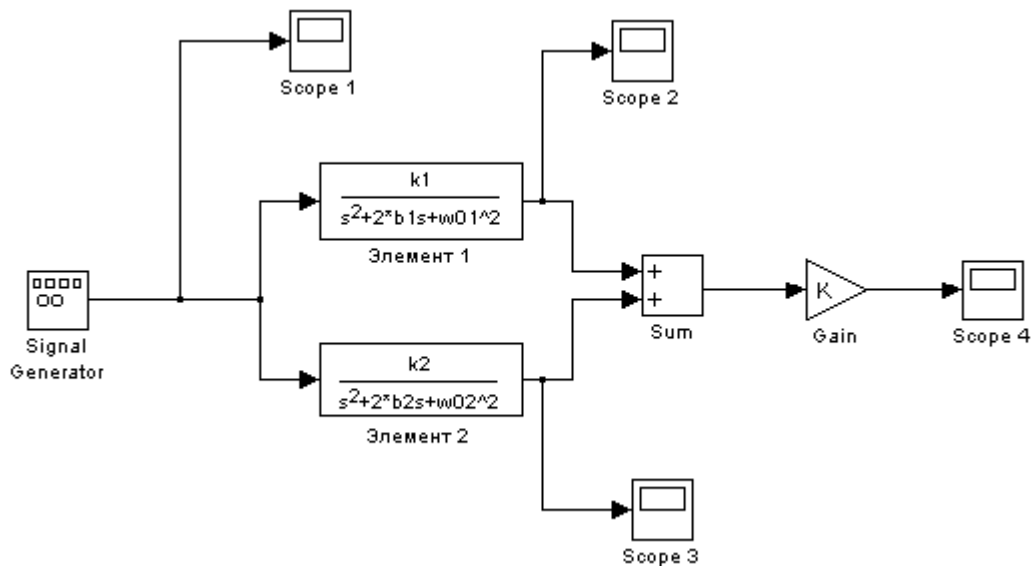 Scope 1
Scope 2
k1
s²+2*b1s+w01^2
Элемент 1
+
+
Sum
K
Gain
Scope 4
Signal
Generator
k2
s²+2*b2s+w02^2
Элемент 2
Scope 3